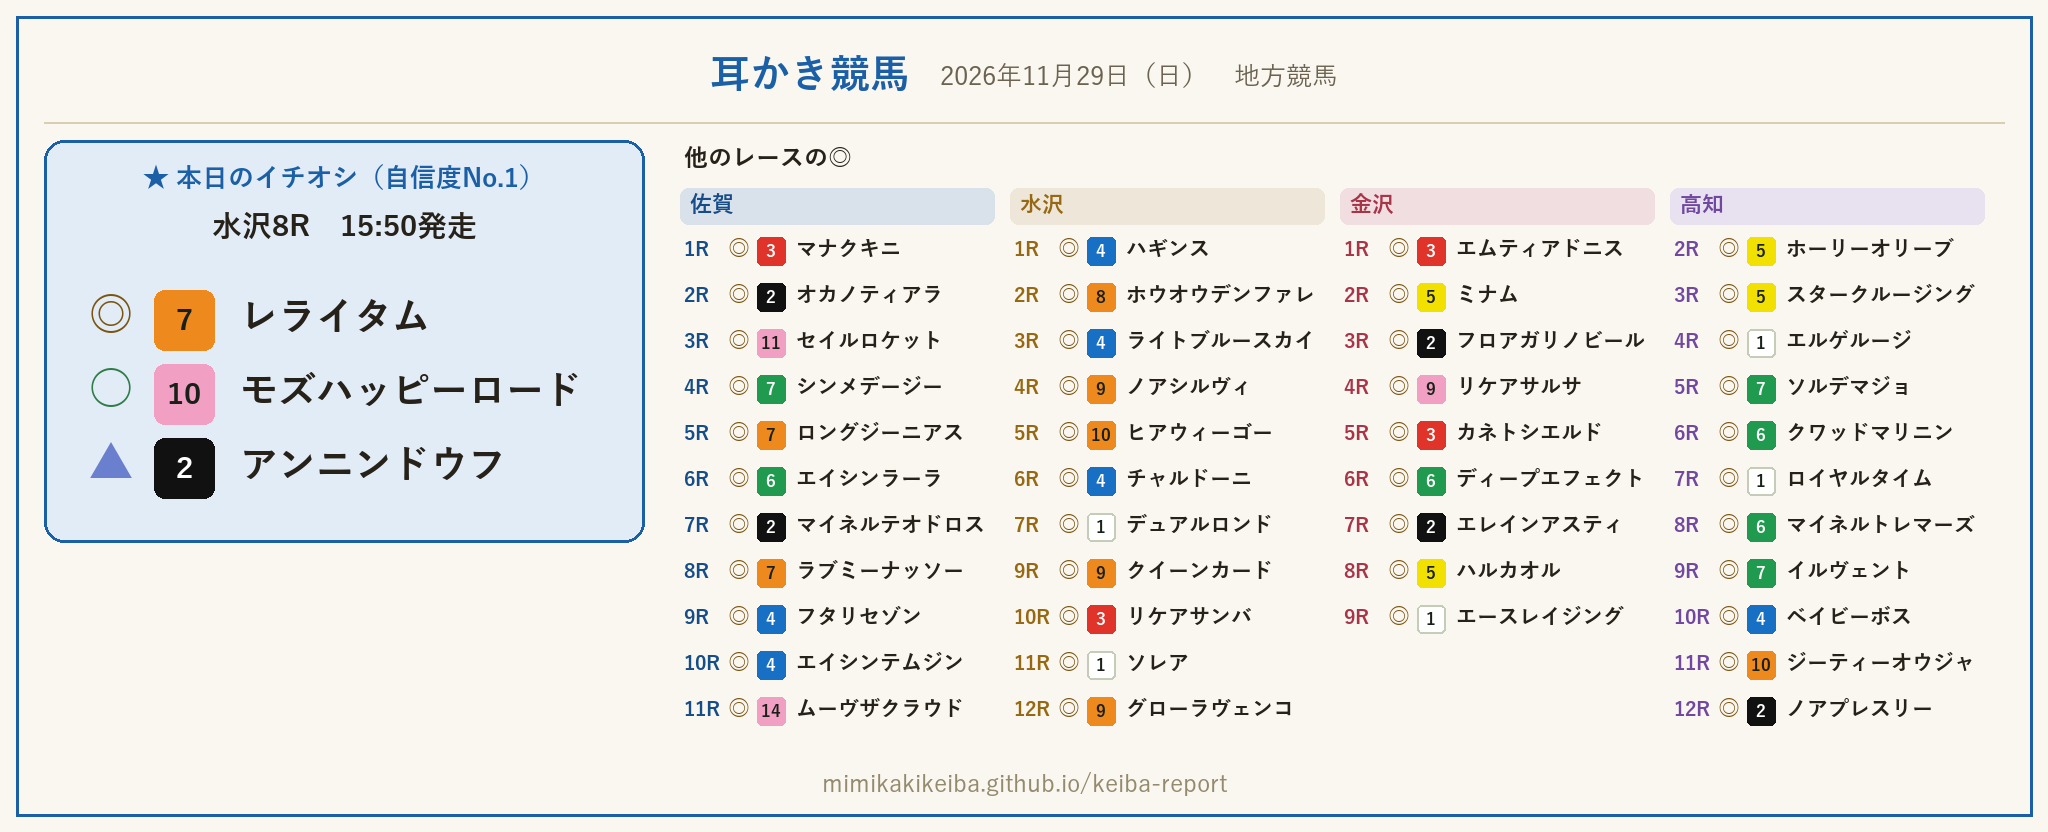 耳かき競馬 2026年11月29日（日） 地方競馬
★ 本日のイチオシ（自信度No.1）
水沢8R 15:50発走
◎ 7 レライタム
○ 10 モズハッピーロード
▲ 2 アンニンドウフ
他のレースの◎
佐賀
1R ◎ 3 マナクキニ
2R ◎ 2 オカノティアラ
3R ◎ 11 セイルロケット
4R ◎ 7 シンメデージー
5R ◎ 7 ロングジーニアス
6R ◎ 6 エイシンラーラ
7R ◎ 2 マイネルテオドロス
8R ◎ 7 ラブミーナッソー
9R ◎ 4 フタリセゾン
10R ◎ 4 エイシンテムジン
11R ◎ 14 ムーヴザクラウド
水沢
1R ◎ 4 ハギンス
2R ◎ 8 ホウオウデンファレ
3R ◎ 4 ライトブルースカイ
4R ◎ 9 ノアシルヴィ
5R ◎ 10 ヒアウィーゴー
6R ◎ 4 チャルドーニ
7R ◎ 1 デュアルロンド
9R ◎ 9 クイーンカード
10R ◎ 3 リケアサンバ
11R ◎ 1 ソレア
12R ◎ 9 グローラヴェンコ
金沢
1R ◎ 3 エムティアドニス
2R ◎ 5 ミナム
3R ◎ 2 フロアガリノビール
4R ◎ 9 リケアサルサ
5R ◎ 3 カネトシエルド
6R ◎ 6 ディープエフェクト
7R ◎ 2 エレインアスティ
8R ◎ 5 ハルカオル
9R ◎ 1 エースレイジング
高知
2R ◎ 5 ホーリーオリーブ
3R ◎ 5 スタークルージング
4R ◎ 1 エルゲルージ
5R ◎ 7 ソルデマジョ
6R ◎ 6 クワッドマリニン
7R ◎ 1 ロイヤルタイム
8R ◎ 6 マイネルトレマーズ
9R ◎ 7 イルヴェント
10R ◎ 4 ベイビーボス
11R ◎ 10 ジーティーオウジャ
12R ◎ 2 ノアプレスリー
mimikakikeiba.github.io/keiba-report